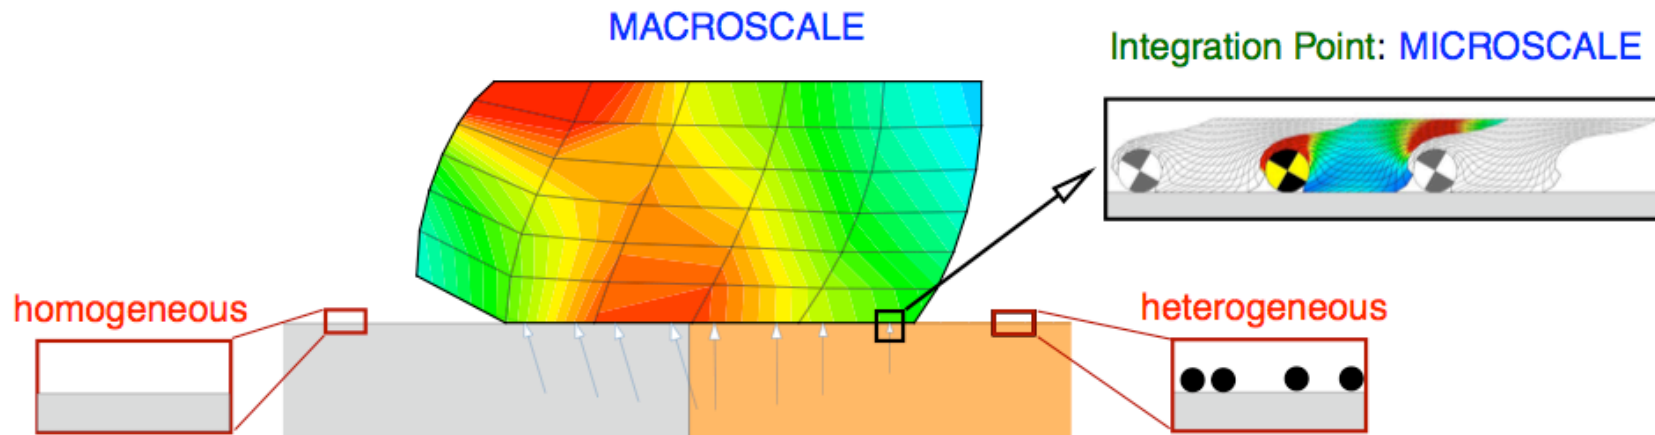 MACROSCALE
Integration Point: MICROSCALE
homogeneous
heterogeneous